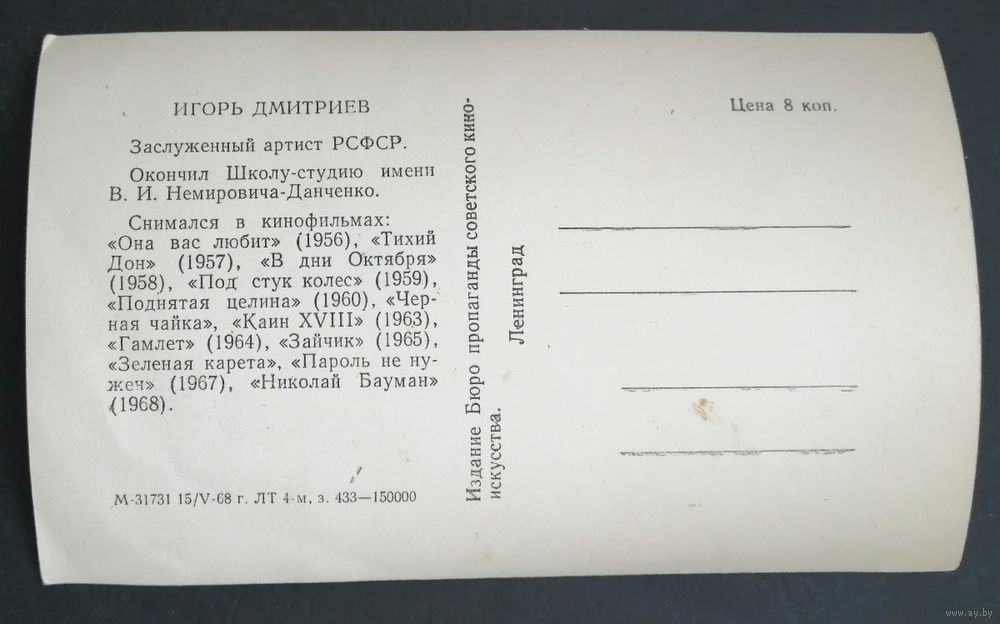 ИГОРЬ ДМИТРИЕВ
Заслуженный артист РСФСР.
Окончил Школу-студию имени
В. И. Немировича-Данченко.
Снимался в кинофильмах:
«Она вас любит» (1956), «Тихий
Дон» (1957), «В дни Октября»
(1958), «Под стук колес» (1959),
«Поднятая целина» (1960), «Чер-
ная чайка», «Каин XVIII» (1963),
«Гамлет» (1964), «Зайчик» (1965),
«Зеленая карета», «Пароль не ну-
жен» (1967), «Николай Бауман»
(1968).
М-31731 15/V-68 г. ЛТ 4-м, з. 433—150000
Издание Бюро пропаганды советского кино-
искусства.
Ленинград
Цена 8 коп.
www.ay.by